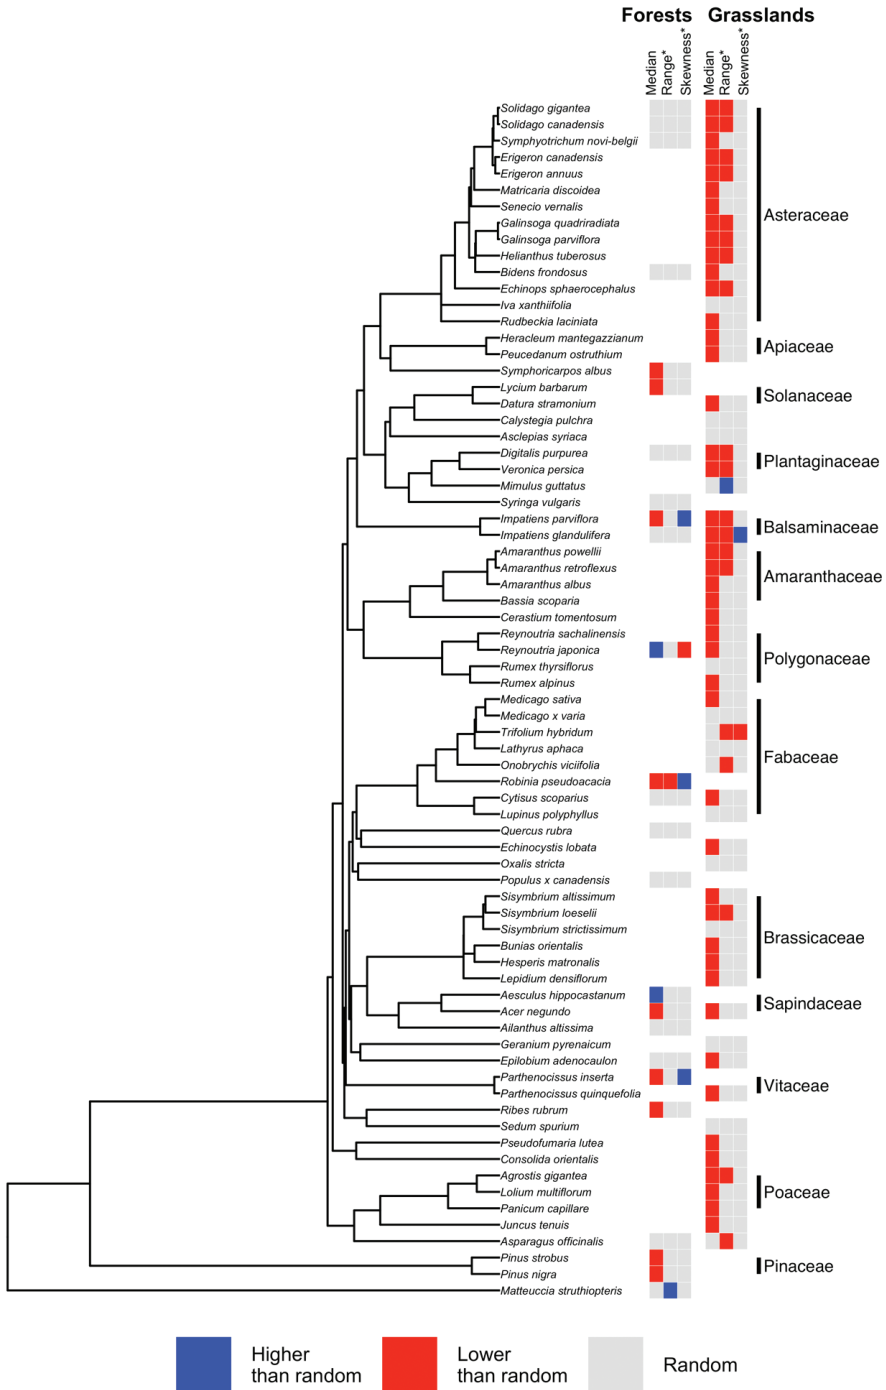 Forests Grasslands
Median
Range*
Skewness*
Median
Range*
Skewness*
Solidago gigantea
Solidago canadensis
Symphyotrichum novi-belgii
Erigeron canadensis
Erigeron annuus
Matricaria discoidea
Senecio vernalis
Galinsoga quadriradiata
Asteraceae
Galinsoga parviflora
Helianthus tuberosus
Bidens frondosus
Echinops sphaerocephalus
Iva xanthiifolia
Rudbeckia laciniata
Heracleum mantegazzianum
Apiaceae
Peucedanum ostruthium
Symphoricarpos albus
Lycium barbarum
Solanaceae
Datura stramonium
Calystegia pulchra
Asclepias syriaca
Digitalis purpurea
Plantaginaceae
Veronica persica
Mimulus guttatus
Syringa vulgaris
Impatiens parviflora
Balsaminaceae
Impatiens glandulifera
Amaranthus powellii
Amaranthus retroflexus
Amaranthaceae
Amaranthus albus
Bassia scoparia
Cerastium tomentosum
Reynoutria sachalinensis
Reynoutria japonica
Polygonaceae
Rumex thyrsiflorus
Rumex alpinus
Medicago sativa
Medicago x varia
Trifolium hybridum
Lathyrus aphaca
Fabaceae
Onobrychis viciifolia
Robinia pseudoacacia
Cytisus scoparius
Lupinus polyphyllus
Quercus rubra
Echinocystis lobata
Oxalis stricta
Populus x canadensis
Sisymbrium altissimum
Sisymbrium loeselii
Sisymbrium strictissimum
Brassicaceae
Bunias orientalis
Hesperis matronalis
Lepidium densiflorum
Aesculus hippocastanum
Sapindaceae
Acer negundo
Ailanthus altissima
Geranium pyrenaicum
Epilobium adenocaulon
Parthenocissus inserta
Vitaceae
Parthenocissus quinquefolia
Ribes rubrum
Sedum spurium
Pseudofumaria lutea
Consolida orientalis
Agrostis gigantea
Lolium multiflorum
Poaceae
Panicum capillare
Juncus tenuis
Asparagus officinalis
Pinus strobus
Pinaceae
Pinus nigra
Matteuccia struthiopteris
Higher
than random
Lower
than random
Random